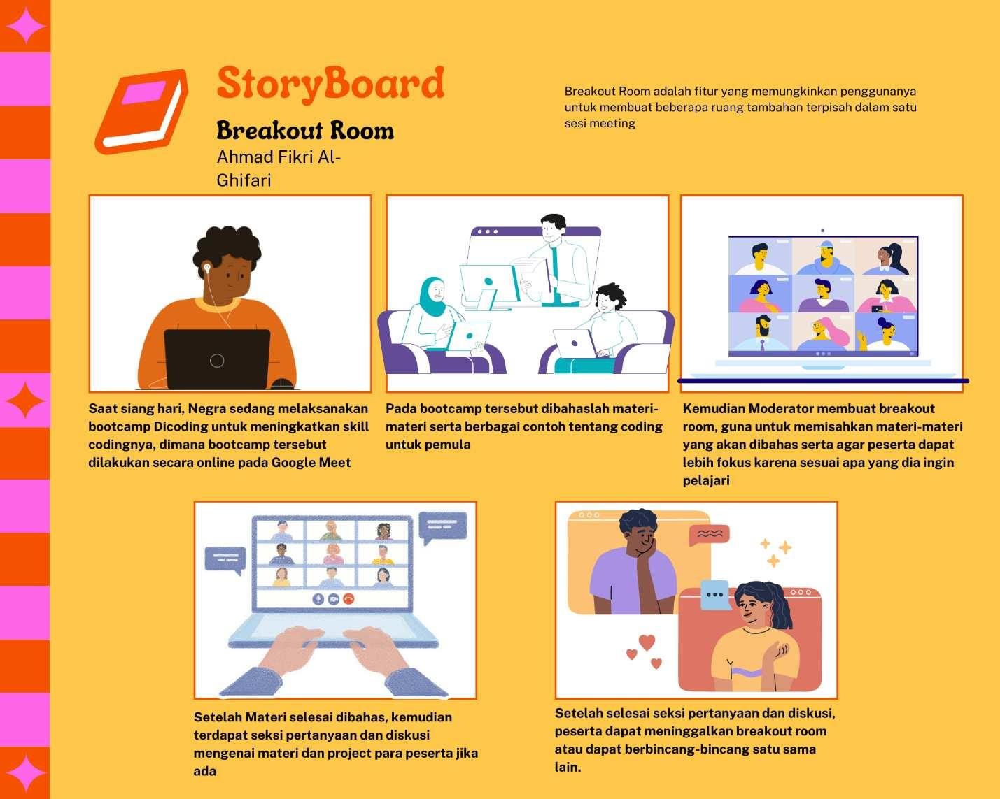 StoryBoard
Breakout Room
Ahmad Fikri Al-
Ghifari
Breakout Room adalah fitur yang memungkinkan penggunanya
untuk membuat beberapa ruang tambahan terpisah dalam satu
sesi meeting
Saat siang hari, Negra sedang melaksanakan
bootcamp Dicoding untuk meningkatkan skill
codingnya, dimana bootcamp tersebut
dilakukan secara online pada Google Meet
Pada bootcamp tersebut dibahaslah materi-
materi serta berbagai contoh tentang coding
untuk pemula
Kemudian Moderator membuat breakout
room, guna untuk memisahkan materi-materi
yang akan dibahas serta agar peserta dapat
lebih fokus karena sesuai apa yang dia ingin
pelajari
Setelah Materi selesai dibahas, kemudian
terdapat seksi pertanyaan dan diskusi
mengenai materi dan project para peserta jika
ada
Setelah selesai seksi pertanyaan dan diskusi,
peserta dapat meninggalkan breakout room
atau dapat berbincang-bincang satu sama
lain.